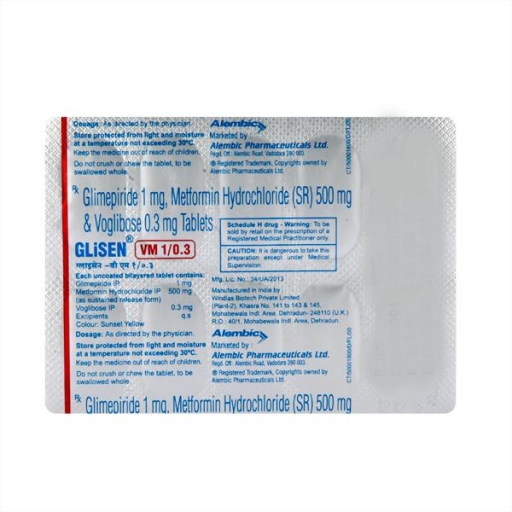 Dosage: As directed by the physician.
Store protected from light and moisture
at a temperature not exceeding 30°C.
Keep the medicine out of reach of children.
Do not crush or chew the tablet, to be
swallowed whole.
Alembic
Marketed by :
Alembic Pharmaceuticals Ltd.
Regd. Off.: Alembic Road, Vadodara 390 003.
® Registered Trademark, Copyrights owned by
Alembic Pharmaceuticals Ltd.
Rx Glimepiride 1 mg, Metformin Hydrochloride (SR) 500 mg
& Voglibose 0.3 mg Tablets
GLiSEN® VM 1/0.3
ग्लाइसेन - वी एम १/०.३
Schedule H drug - Warning: To be
sold by retail on the prescription of a
Registered Medical Practitioner only.
CAUTION: It is dangerous to take this
preparation except under Medical
Supervision.
Each uncoated bilayered tablet contains:
Glimepiride IP 1 mg
Metformin Hydrochloride IP 500 mg
(as sustained release form)
Voglibose IP 0.3 mg
Excipients q.s
Colour: Sunset Yellow
Dosage: As directed by the physician.
Store protected from light and moisture
at a temperature not exceeding 30°C.
Keep the medicine out of reach of children.
Do not crush or chew the tablet, to be
swallowed whole.
Mfg. Lic. No.: 34/UA/2013
Manufactured in India by :
Windlas Biotech Private Limited
(Plant-2), Khasra No. 141 to 143 & 145,
Mohabewala Indl. Area, Dehradun- 248110 (U.K.)
R.O.: 40/1, Mohabewala Indl. Area, Dehradun.
Alembic
Marketed by :
Alembic Pharmaceuticals Ltd.
Regd. Off.: Alembic Road, Vadodara 390 003.
® Registered Trademark, Copyrights owned by
Alembic Pharmaceuticals Ltd.
Rx Glimepiride 1 mg, Metformin Hydrochloride (SR) 500 mg